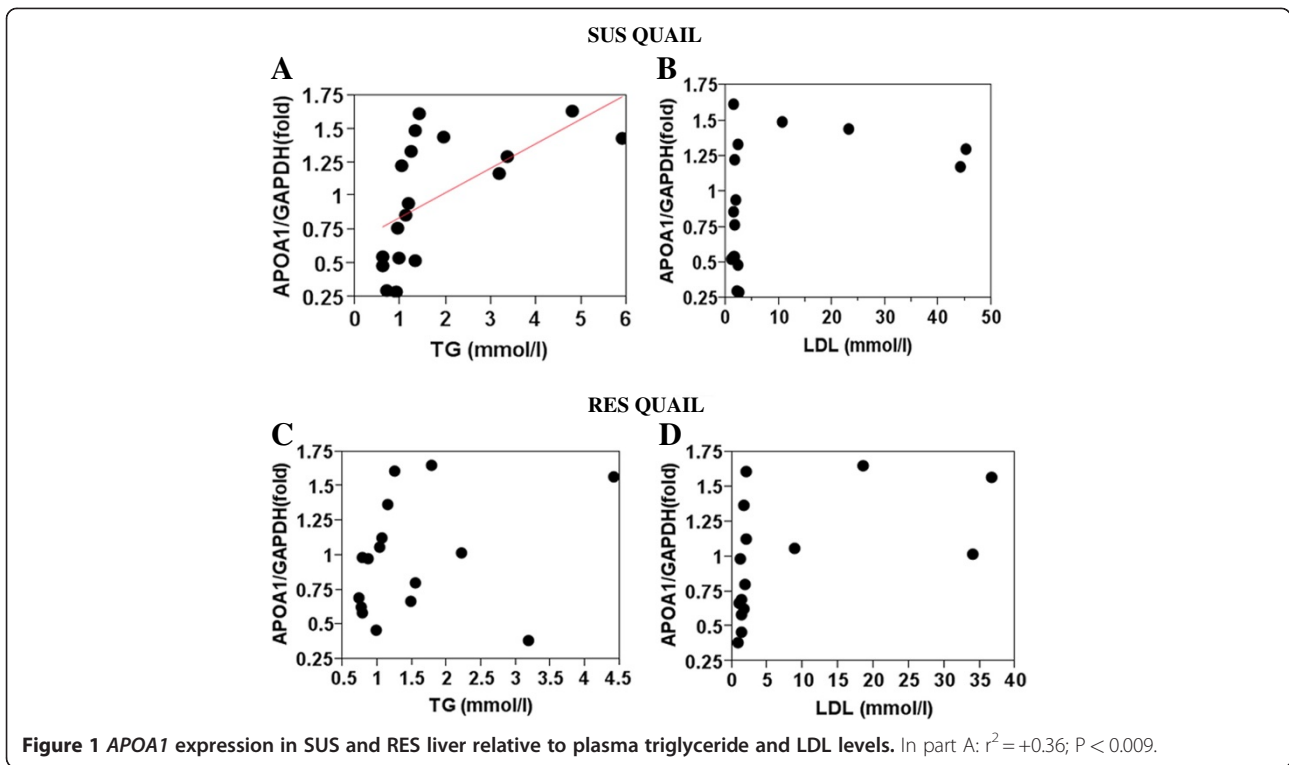 SUS QUAIL
A
APOA1/GAPDH(fold)
1.75
1.5
1.25
1
0.75
0.5
0.25
0 1 2 3 4 5 6
TG (mmol/l)
B
APOA1/GAPDH(fold)
1.75
1.5
1.25
1
0.75
0.5
0.25
0 10 20 30 40 50
LDL (mmol/l)
RES QUAIL
C
APOA1/GAPDH(fold)
1.75
1.5
1.25
1
0.75
0.5
0.25
0.5 1 1.5 2 2.5 3 3.5 4 4.5
TG (mmol/l)
D
APOA1/GAPDH(fold)
1.75
1.5
1.25
1
0.75
0.5
0.25
0 5 10 15 20 25 30 35 40
LDL (mmol/l)
Figure 1 APOA1 expression in SUS and RES liver relative to plasma triglyceride and LDL levels. In part A: r² = +0.36; P < 0.009.